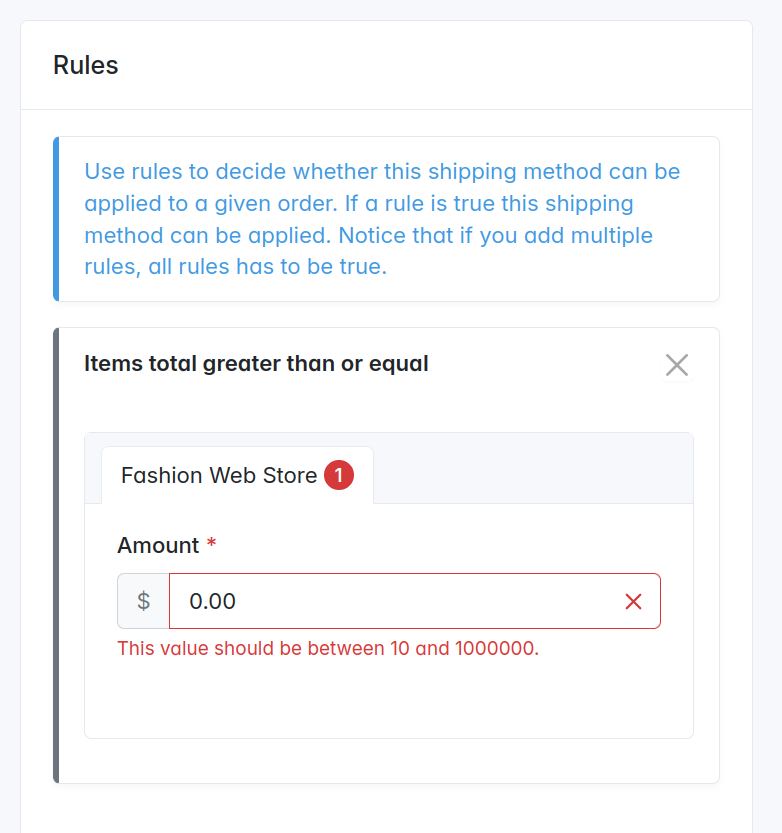 Rules
Use rules to decide whether this shipping method can be
applied to a given order. If a rule is true this shipping
method can be applied. Notice that if you add multiple
rules, all rules has to be true.
Items total greater than or equal
Fashion Web Store 1
Amount *
$ 0.00
This value should be between 10 and 1000000.